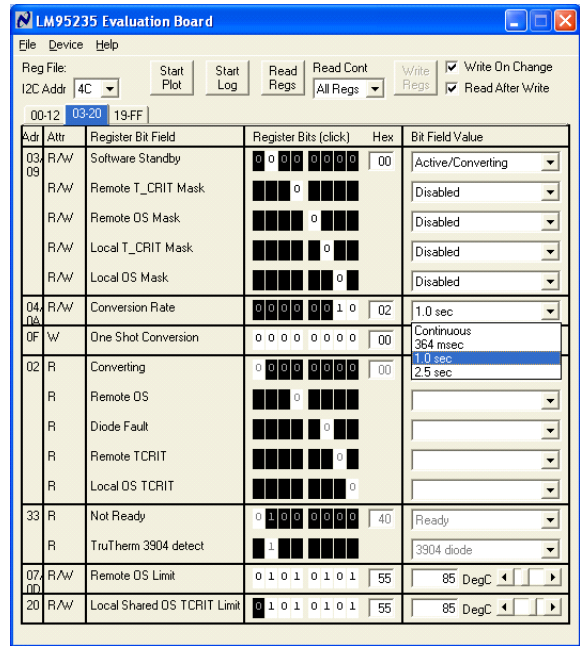 LM95235 Evaluation Board
File Device Help
Reg File:
I2C Addr 4C
Start Plot
Start Log
Read Regs
Read Cont
All Regs
Write Regs
Write On Change
Read After Write
00-12 03-20 19-FF
Adr Attr Register Bit Field Register Bits (click) Hex Bit Field Value
03/09 R/W Software Standby 0 0 0 0 0 0 0 0 00 Active/Converting
R/W Remote T_CRIT Mask 0 Disabled
R/W Remote OS Mask 0 Disabled
R/W Local T_CRIT Mask 0 Disabled
R/W Local OS Mask 0 Disabled
04/0A R/W Conversion Rate 0 0 0 0 0 0 1 0 02 1.0 sec
Continuous
364 msec
1.0 sec
2.5 sec
0F W One Shot Conversion 0 0 0 0 0 0 0 0 00
02 R Converting 0 0 0 0 0 0 0 0 00
R Remote OS 0
R Diode Fault 0
R Remote TCRIT 0
R Local OS TCRIT 0
33 R Not Ready 0 1 0 0 0 0 0 0 40 Ready
R TruTherm 3904 detect 1 3904 diode
07/0D R/W Remote OS Limit 0 1 0 1 0 1 0 1 55 85 DegC
20 R/W Local Shared OS TCRIT Limit 0 1 0 1 0 1 0 1 55 85 DegC